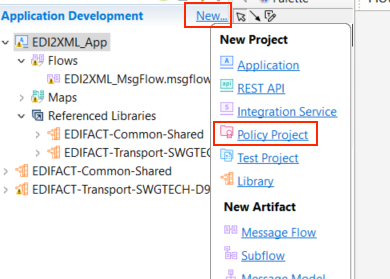 Application Development
New...
EDI2XML_App
Flows
EDI2XML_MsgFlow.msgflow
Maps
Referenced Libraries
EDIFACT-Common-Shared
EDIFACT-Transport-SWGTEC
EDIFACT-Common-Shared
EDIFACT-Transport-SWGTECH-D9
New Project
Application
REST API
Integration Service
Policy Project
Test Project
Library
New Artifact
Message Flow
Subflow
Message Model